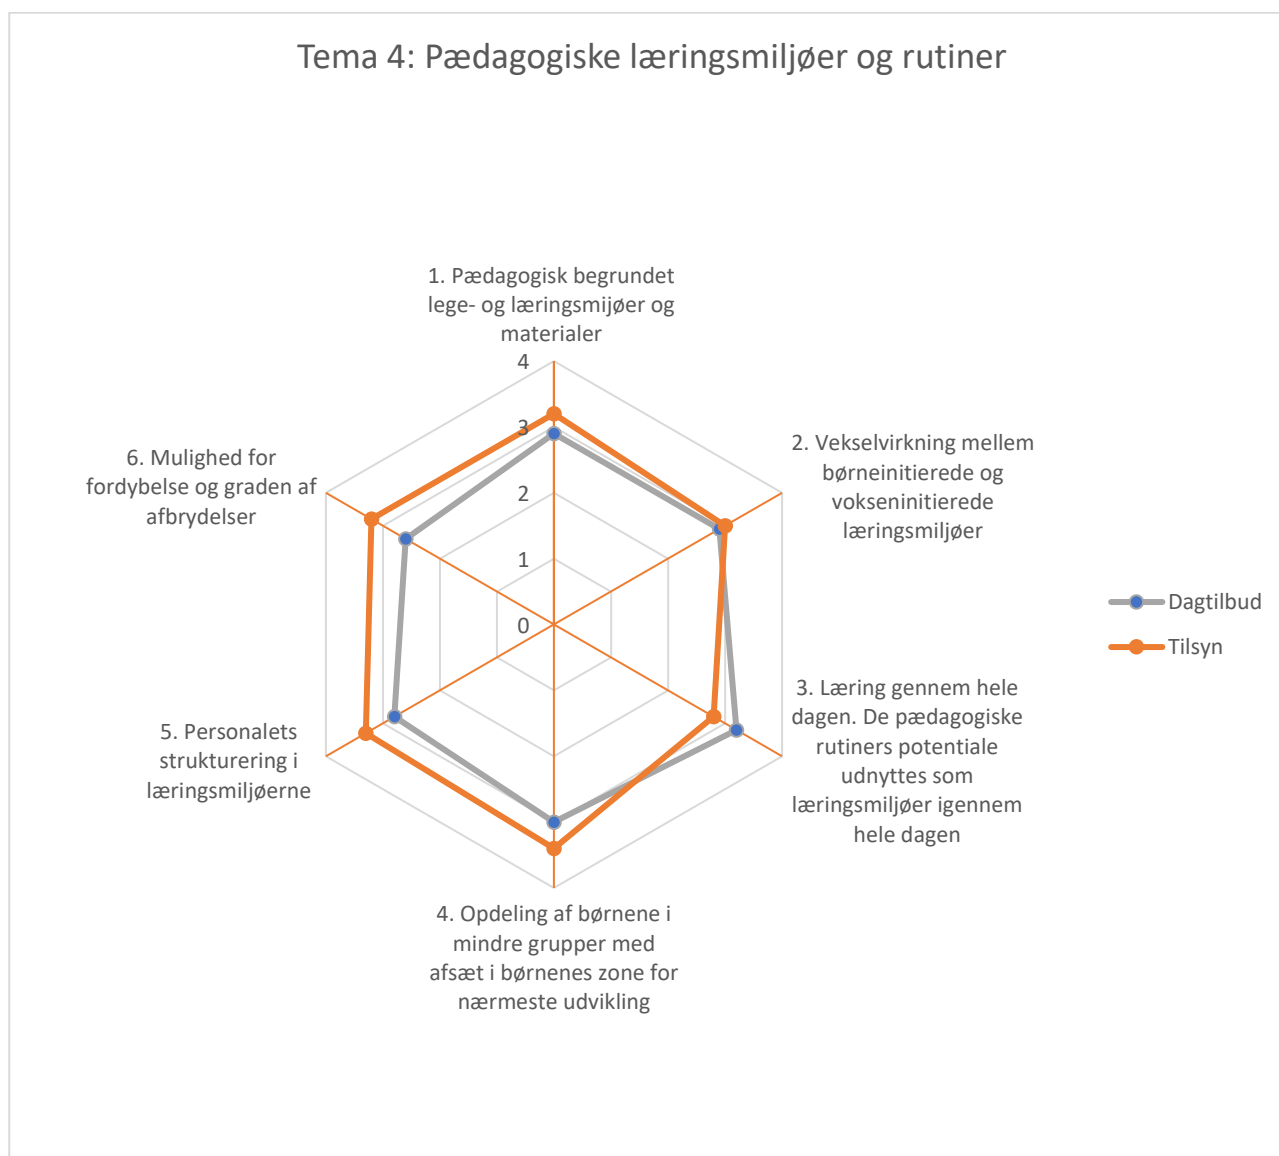 Tema 4: Pædagogiske læringsmiljøer og rutiner
1. Pædagogisk begrundet
lege- og læringsmijøer og
materialer
4
3
2
1
0
2. Vekselvirkning mellem
børneinitierede og
vokseninitierede
læringsmiljøer
3. Læring gennem hele
dagen. De pædagogiske
rutiners potentiale
udnyttes som
læringsmiljøer igennem
hele dagen
4. Opdeling af børnene i
mindre grupper med
afsæt i børnenes zone for
nærmeste udvikling
5. Personalets
strukturering i
læringsmiljøerne
6. Mulighed for
fordybelse og graden af
afbrydelser
Dagtilbud
Tilsyn